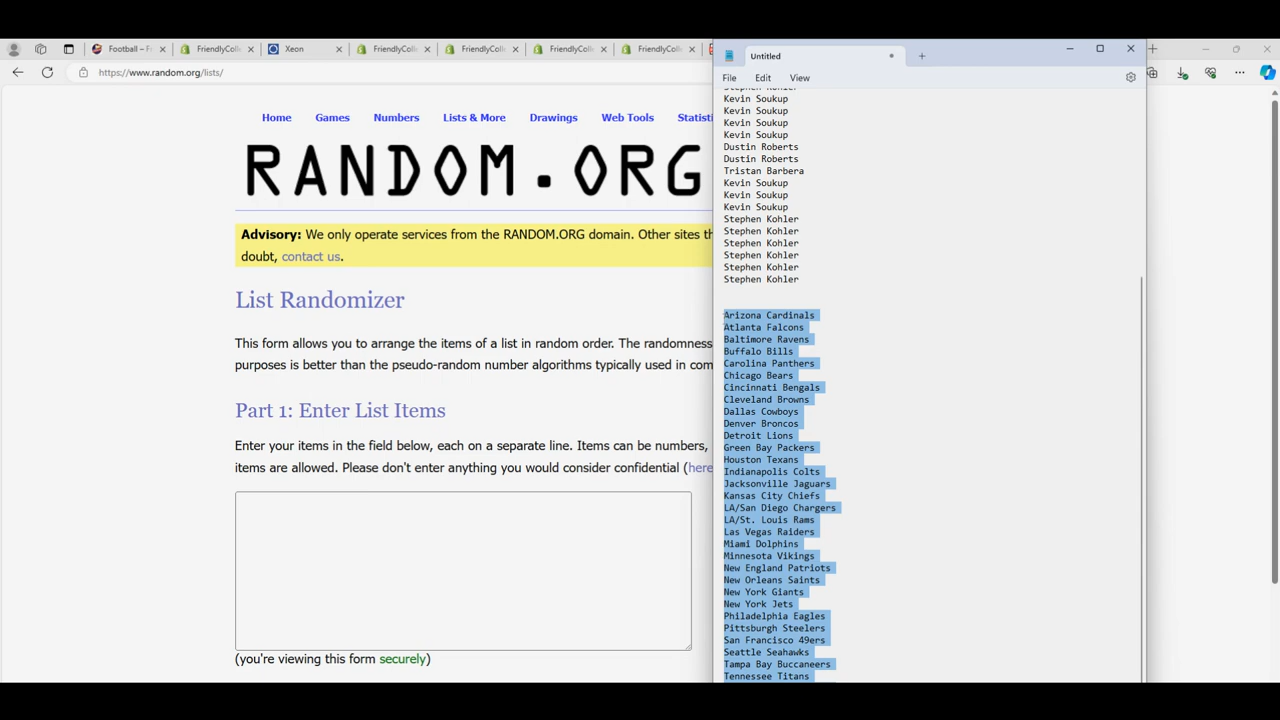 Football – F
FriendlyColl
Xeon
FriendlyColle
FriendlyColle
FriendlyColle
FriendlyColle
https://www.random.org/lists/
Home Games Numbers Lists & More Drawings Web Tools Statisti
RANDOM.ORG
Advisory: We only operate services from the RANDOM.ORG domain. Other sites th
doubt, contact us.
List Randomizer
This form allows you to arrange the items of a list in random order. The randomness
purposes is better than the pseudo-random number algorithms typically used in com
Part 1: Enter List Items
Enter your items in the field below, each on a separate line. Items can be numbers,
items are allowed. Please don't enter anything you would consider confidential (here
(you're viewing this form securely)
Untitled
File Edit View
Stephen Kohler
Kevin Soukup
Kevin Soukup
Kevin Soukup
Kevin Soukup
Dustin Roberts
Dustin Roberts
Tristan Barbera
Kevin Soukup
Kevin Soukup
Kevin Soukup
Stephen Kohler
Stephen Kohler
Stephen Kohler
Stephen Kohler
Stephen Kohler
Stephen Kohler
Arizona Cardinals
Atlanta Falcons
Baltimore Ravens
Buffalo Bills
Carolina Panthers
Chicago Bears
Cincinnati Bengals
Cleveland Browns
Dallas Cowboys
Denver Broncos
Detroit Lions
Green Bay Packers
Houston Texans
Indianapolis Colts
Jacksonville Jaguars
Kansas City Chiefs
LA/San Diego Chargers
LA/St. Louis Rams
Las Vegas Raiders
Miami Dolphins
Minnesota Vikings
New England Patriots
New Orleans Saints
New York Giants
New York Jets
Philadelphia Eagles
Pittsburgh Steelers
San Francisco 49ers
Seattle Seahawks
Tampa Bay Buccaneers
Tennessee Titans